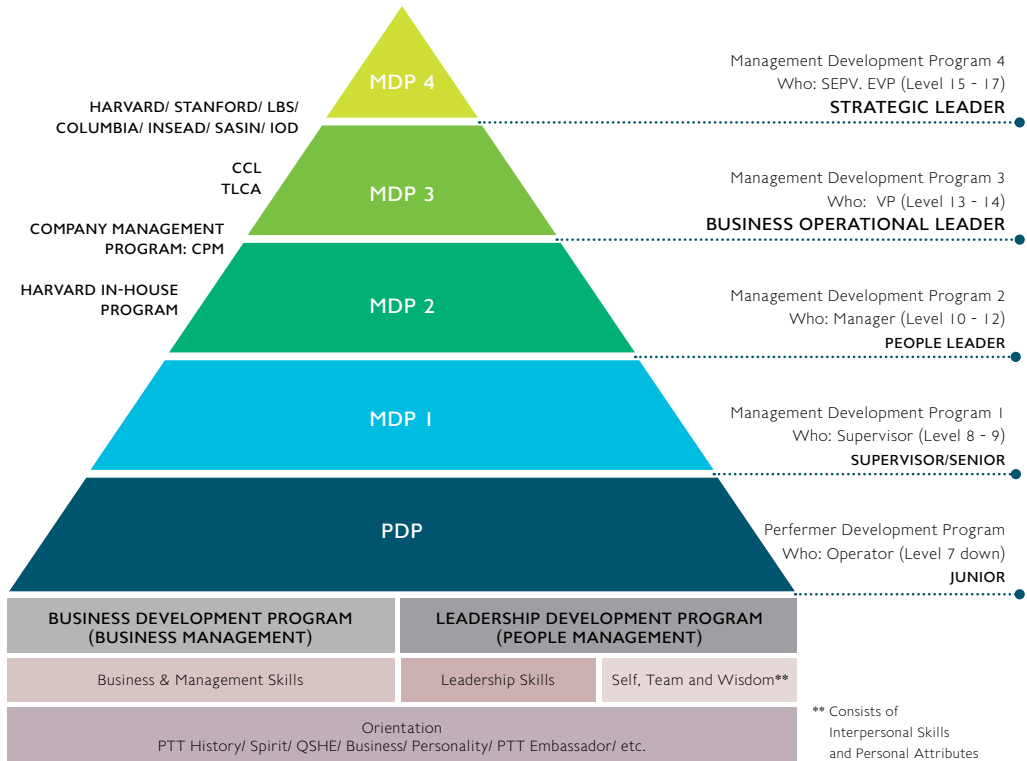 MDP 4
Management Development Program 4
Who: SEPV. EVP (Level 15 - 17)
STRATEGIC LEADER
HARVARD/ STANFORD/ LBS/
COLUMBIA/ INSEAD/ SASIN/ IOD
CCL
TLCA
MDP 3
Management Development Program 3
Who: VP (Level 13 - 14)
BUSINESS OPERATIONAL LEADER
COMPANY MANAGEMENT
PROGRAM: CPM
HARVARD IN-HOUSE
PROGRAM
MDP 2
Management Development Program 2
Who: Manager (Level 10 - 12)
PEOPLE LEADER
MDP 1
Management Development Program 1
Who: Supervisor (Level 8 - 9)
SUPERVISOR/SENIOR
PDP
Perfermer Development Program
Who: Operator (Level 7 down)
JUNIOR
BUSINESS DEVELOPMENT PROGRAM
(BUSINESS MANAGEMENT)
LEADERSHIP DEVELOPMENT PROGRAM
(PEOPLE MANAGEMENT)
Business & Management Skills
Leadership Skills
Self, Team and Wisdom**
Orientation
PTT History/ Spirit/ QSHE/ Business/ Personality/ PTT Embassador/ etc.
** Consists of
Interpersonal Skills
and Personal Attributes